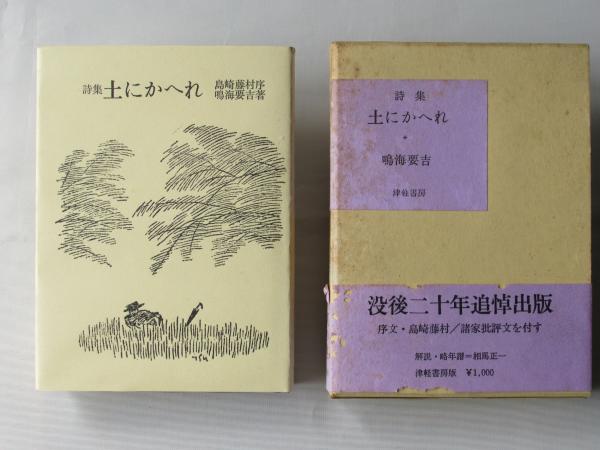 詩集 土にかへれ 島崎藤村序
鳴海要吉著
詩集
土にかへれ
*
鳴海要吉
津軽書房
没後二十年追悼出版
序文・島崎藤村/諸家批評文を付す
解説・略年譜=相馬正一
津軽書房版 ¥1,000